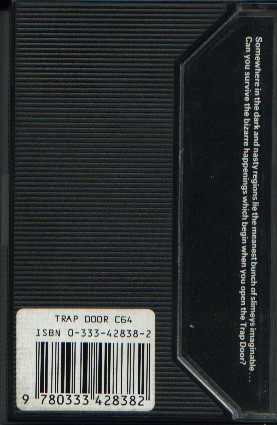 Somewhere in the dark and nasty regions lie the meanest bunch of slimeys imaginable ...
Can you survive the bizarre happenings which begin when you open the Trap Door?
TRAP DOOR C64
ISBN 0-333-42838-2
9 780333 428382